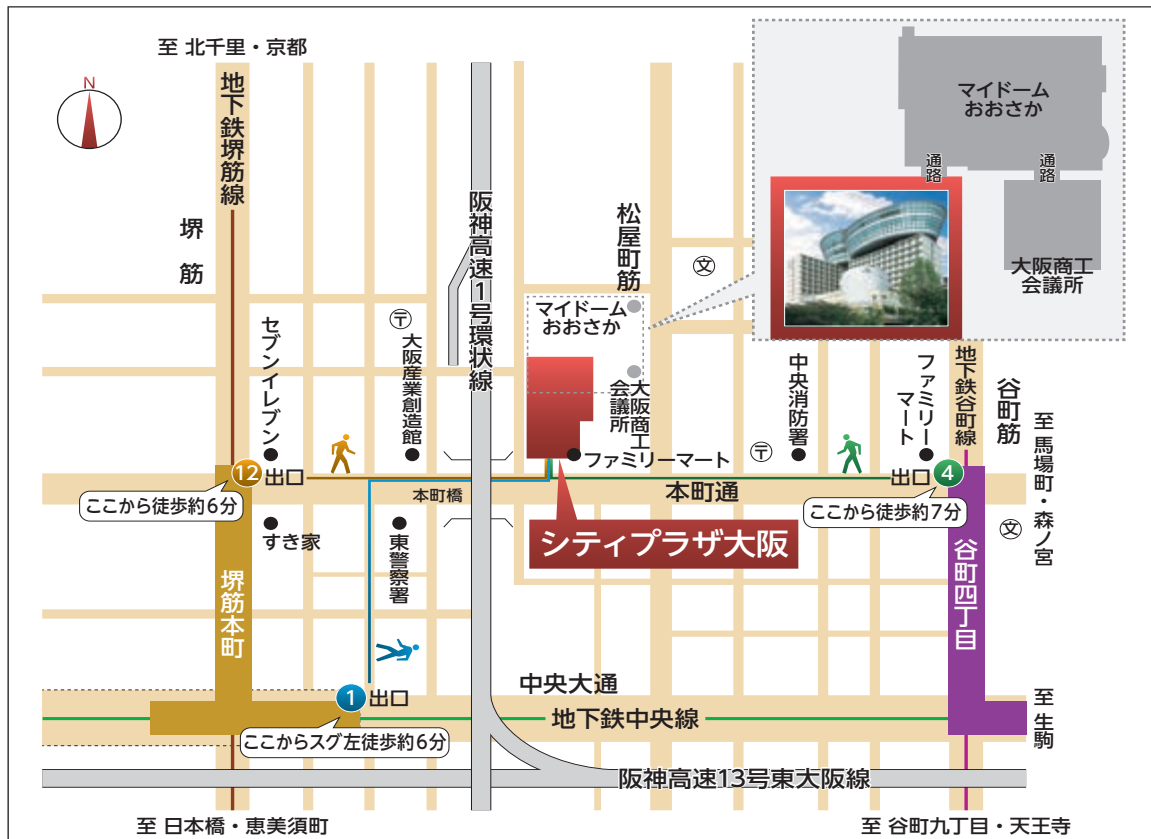 至 北千里・京都
N
地下鉄堺筋線
堺筋
阪神高速1号環状線
松屋町筋
文
マイドーム
おおさか
通路
通路
大阪商工
会議所
セブンイレブン
〒
大阪産業創造館
マイドーム
おおさか
大阪商工
会議所
ファミリーマート
〒
中央消防署
ファミリー
マート
地下鉄谷町線
谷町筋
至 馬場町・森ノ宮
12
出口
ここから徒歩約6分
本町橋
本町通
出口
4
ここから徒歩約7分
文
すき家
東警察署
シティプラザ大阪
堺筋本町
谷町四丁目
1
出口
ここからスグ左徒歩約6分
中央大通
地下鉄中央線
至 生駒
阪神高速13号東大阪線
至 日本橋・恵美須町
至 谷町九丁目・天王寺